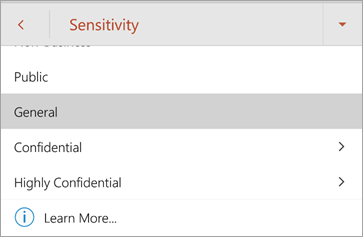 Sensitivity
Public
General
Confidential
Highly Confidential
Learn More...